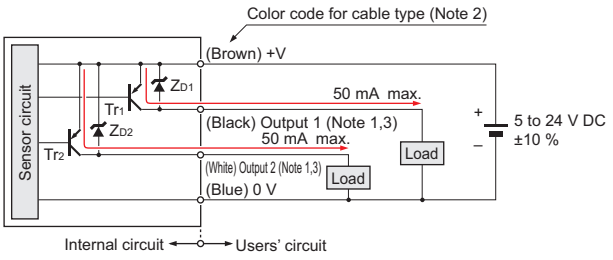 Color code for cable type (Note 2)
(Brown) +V
Sensor circuit
Tr1
ZD1
50 mA max.
(Black) Output 1 (Note 1,3)
Tr2
ZD2
50 mA max.
+
5 to 24 V DC
±10 %
–
Load
(White) Output 2 (Note 1,3)
Load
(Blue) 0 V
Internal circuit
Users' circuit